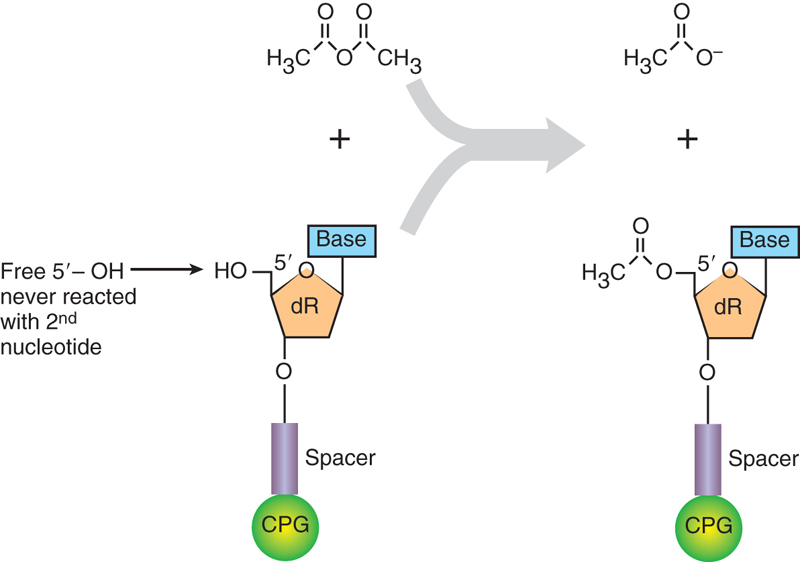 O O
H₃C O CH₃
O
H₃C O⁻
+
+
Free 5′– OH
never reacted
with 2nd
nucleotide
HO
5′
O
Base
dR
O
Spacer
CPG
O
H₃C O
5′
O
Base
dR
O
Spacer
CPG